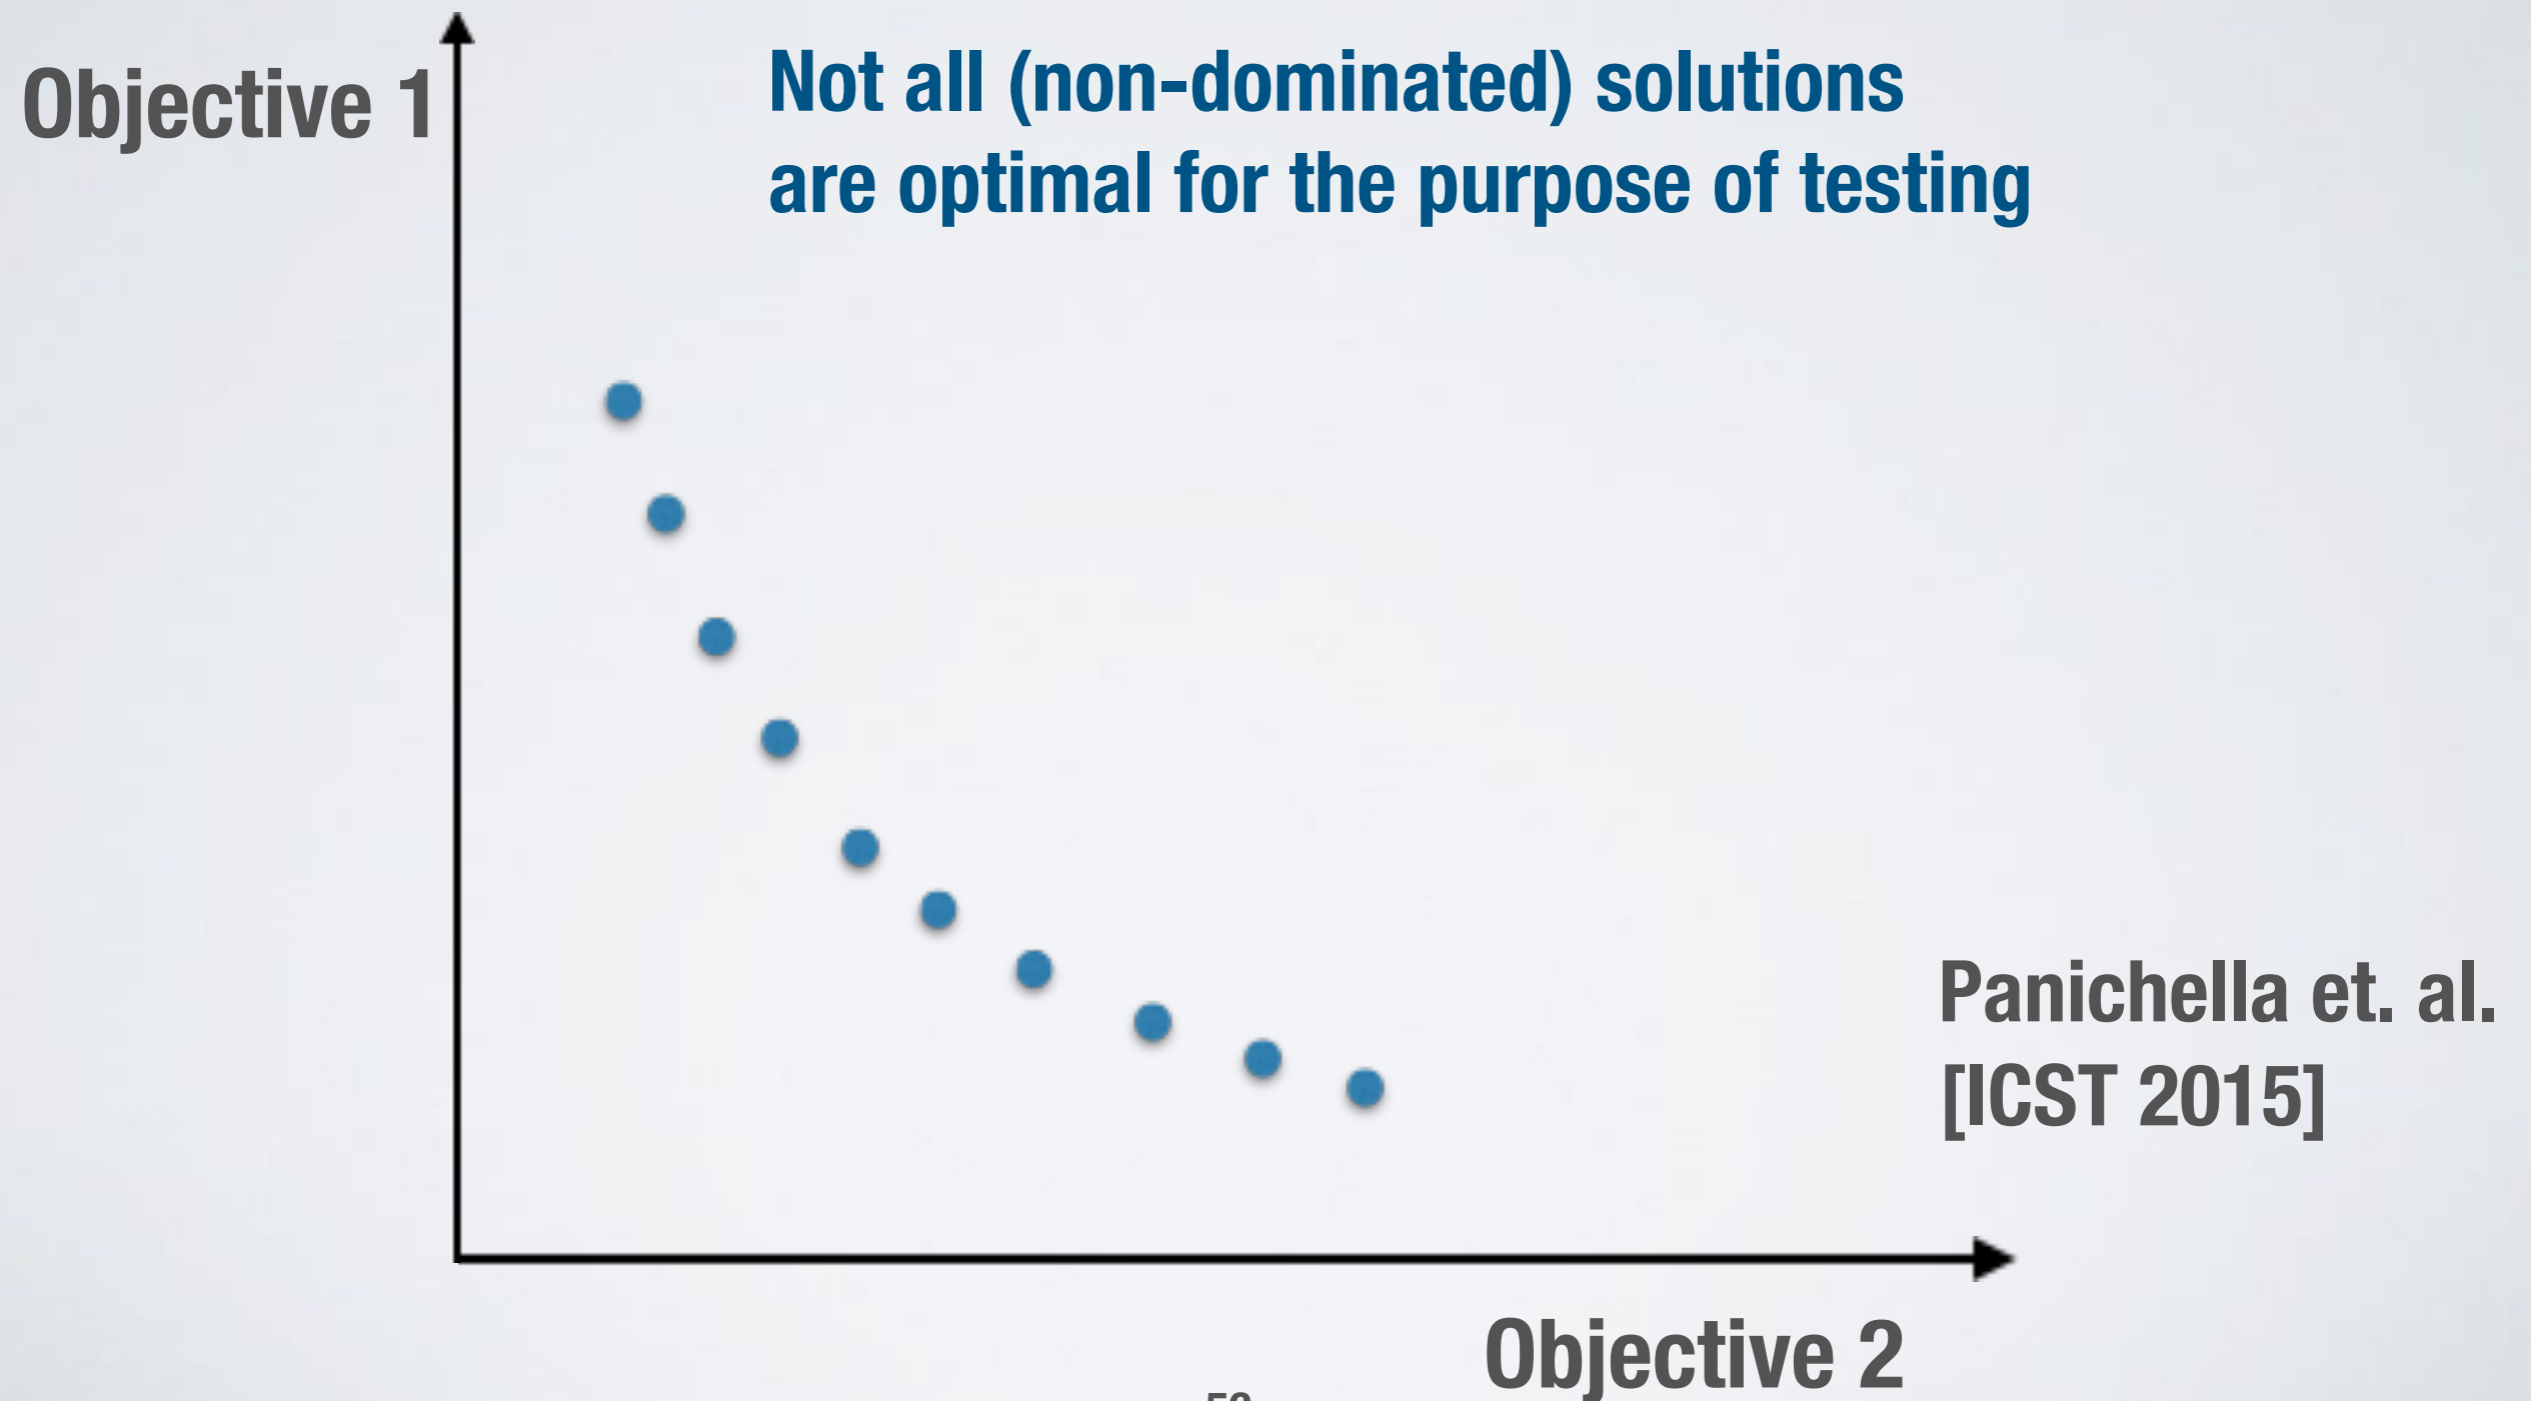 Objective 1
Not all (non-dominated) solutions
are optimal for the purpose of testing
Panichella et. al.
[ICST 2015]
Objective 2